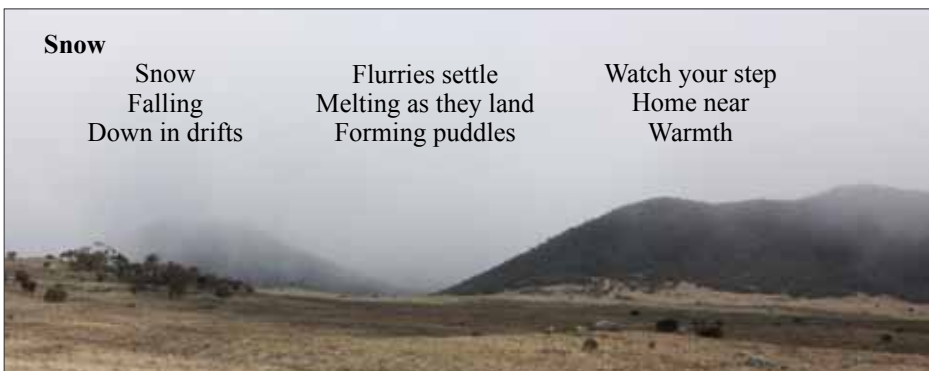 Snow
Snow
Falling
Down in drifts
Flurries settle
Melting as they land
Forming puddles
Watch your step
Home near
Warmth